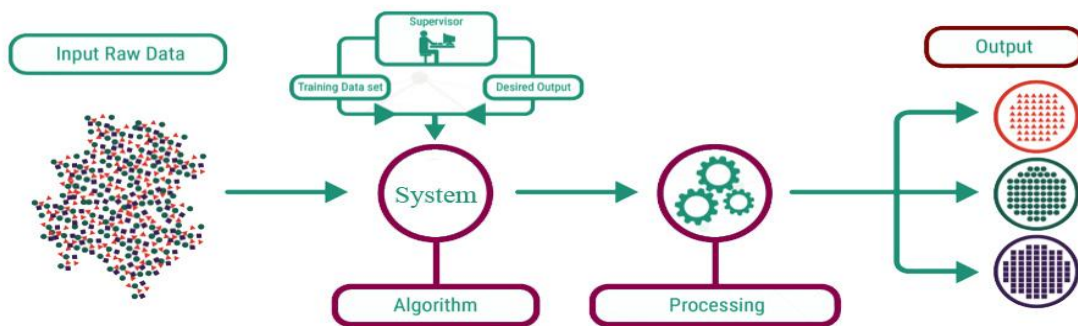 Input Raw Data
Supervisor
Training Data set
Desired Output
System
Algorithm
Processing
Output